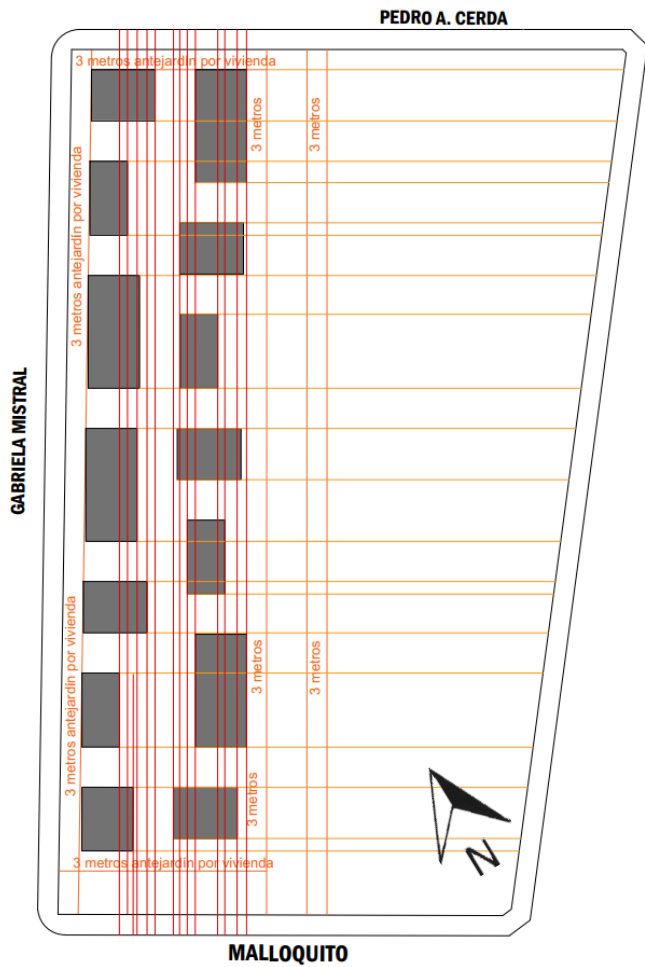 PEDRO A. CERDA
3 metros antejardín por vivienda
3 metros
3 metros
3 metros antejardín por vivienda
GABRIELA MISTRAL
3 metros antejardín por vivienda
3 metros
3 metros
3 metros
N
3 metros antejardín por vivienda
MALLOQUITO